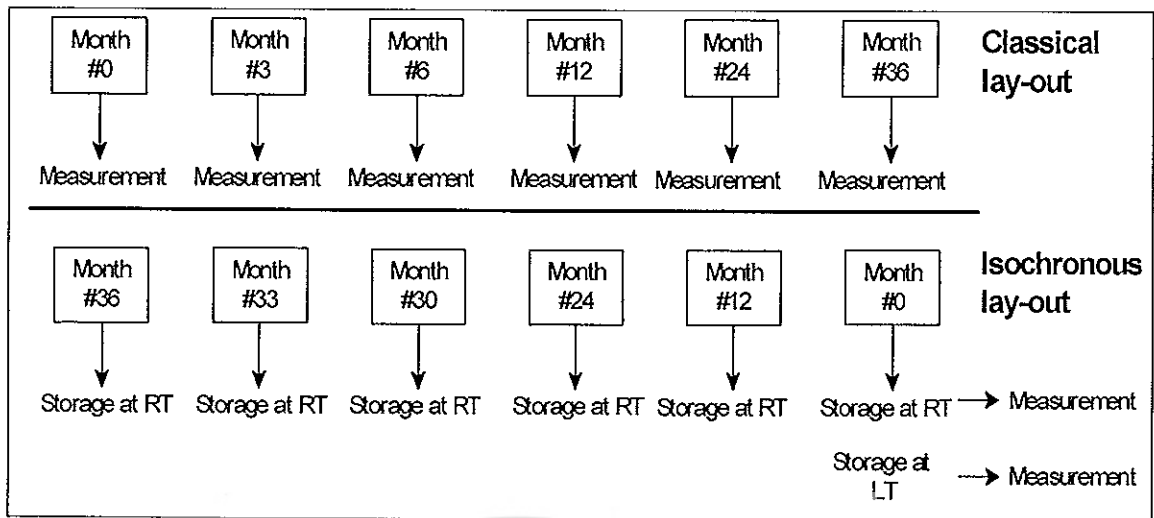 Month Month Month Month Month Month Classical
#0 #3 #6 #12 #24 #36 lay-out
Measurement Measurement Measurement Measurement Measurement Measurement
Month Month Month Month Month Month Isochronous
#36 #33 #30 #24 #12 #0 lay-out
Storage at RT Storage at RT Storage at RT Storage at RT Storage at RT Storage at RT Measurement
Storage at Measurement
LT